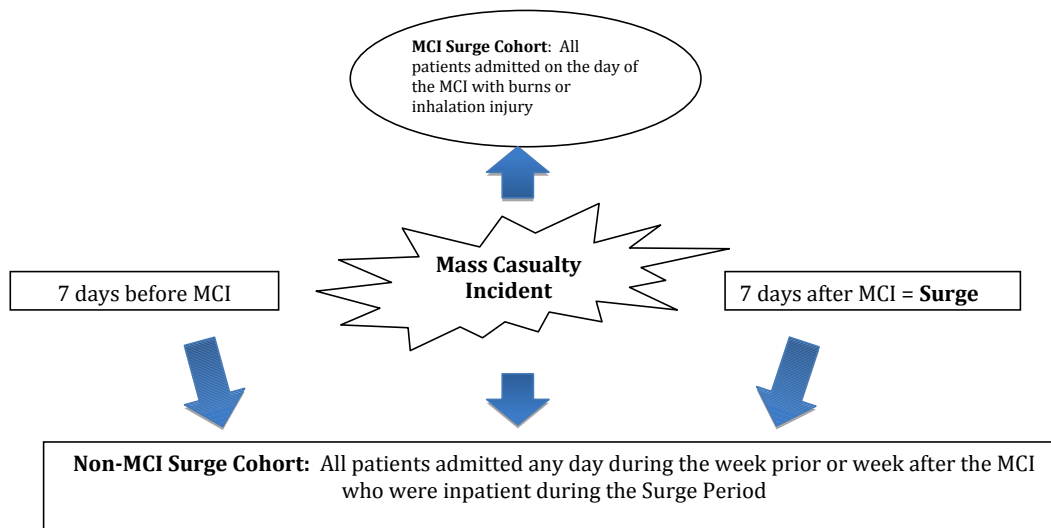 MCI Surge Cohort: All
patients admitted on the day of
the MCI with burns or
inhalation injury
Mass Casualty
Incident
7 days before MCI
7 days after MCI = Surge
Non-MCI Surge Cohort: All patients admitted any day during the week prior or week after the MCI
who were inpatient during the Surge Period